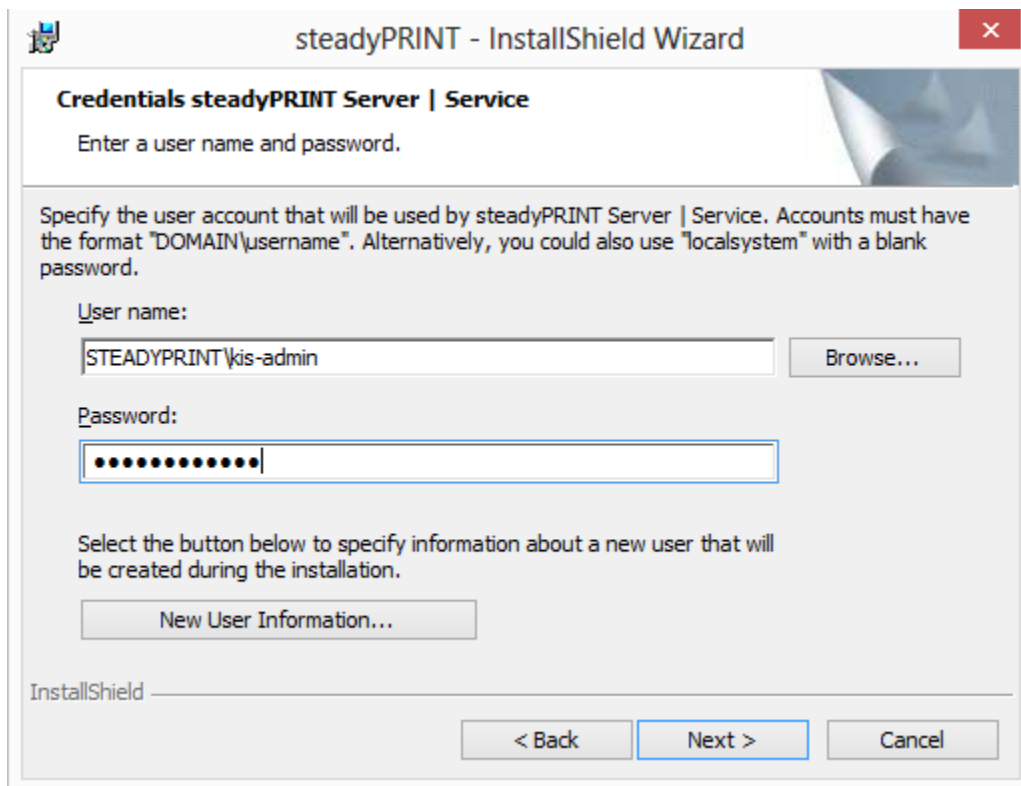 steadyPRINT - InstallShield Wizard
Credentials steadyPRINT Server | Service
Enter a user name and password.
Specify the user account that will be used by steadyPRINT Server | Service. Accounts must have
the format "DOMAIN\username". Alternatively, you could also use "localsystem" with a blank
password.
User name:
STEADYPRINT\kis-admin
Browse...
Password:
••••••••••••
Select the button below to specify information about a new user that will
be created during the installation.
New User Information...
InstallShield
< Back
Next >
Cancel